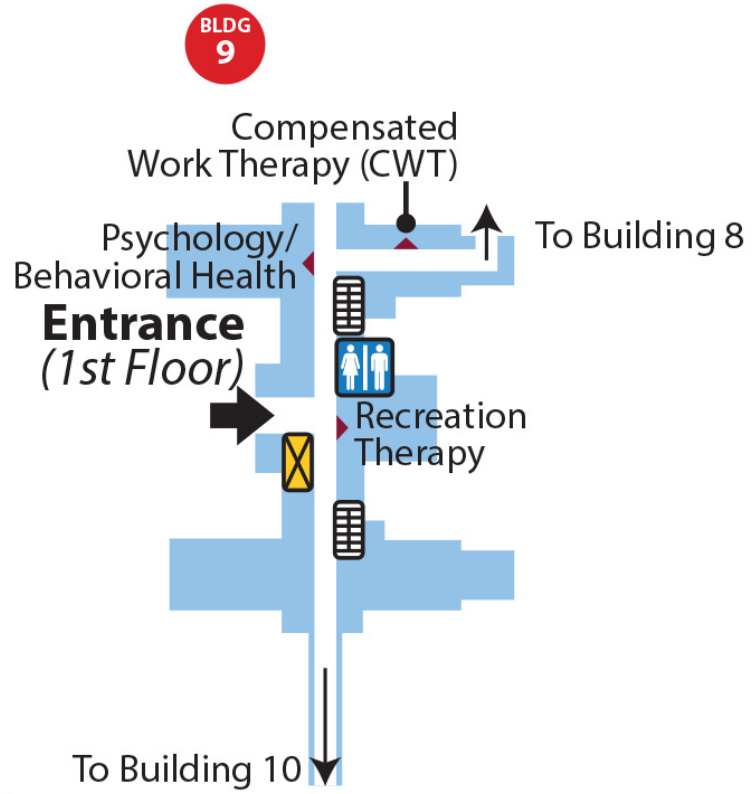 BLDG
9
Compensated
Work Therapy (CWT)
Psychology/
Behavioral Health
To Building 8
Entrance
(1st Floor)
Recreation
Therapy
To Building 10